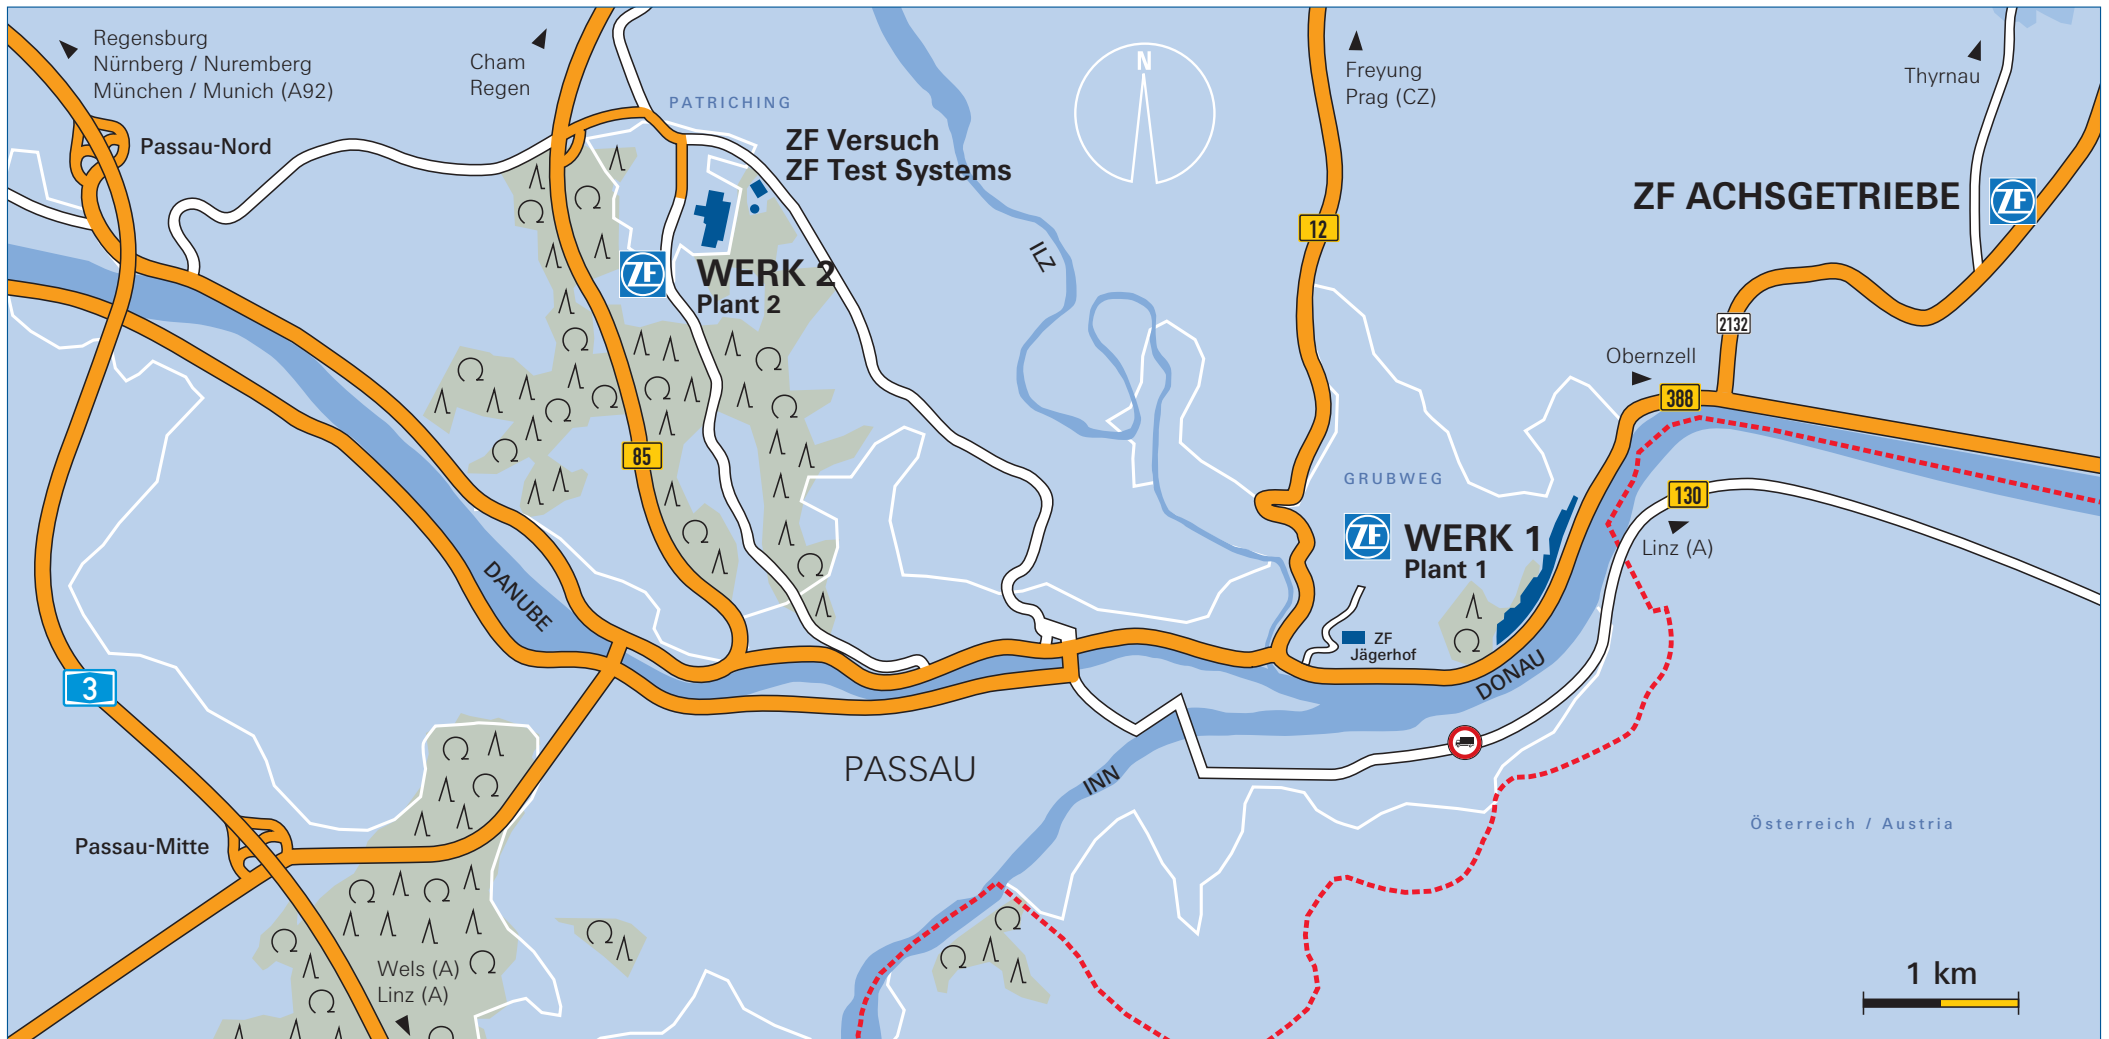 Regensburg
Nürnberg / Nuremberg
München / Munich (A92)
Cham
Regen
PATRICHING
N
Freyung
Prag (CZ)
Thyrnau
Passau-Nord
ZF Versuch
ZF Test Systems
ZF ACHSGETRIEBE
ZF
12
ILZ
ZF
WERK 2
Plant 2
2132
Obernzell
388
85
GRUBWEG
130
Linz (A)
ZF
WERK 1
Plant 1
DANUBE
ZF
Jägerhof
DONAU
3
PASSAU
INN
Passau-Mitte
Österreich / Austria
Wels (A)
Linz (A)
1 km